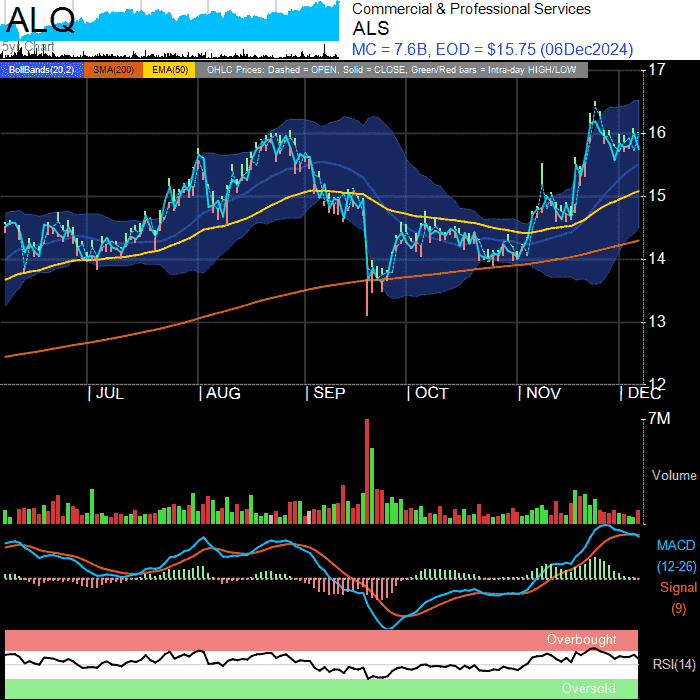 ALQ
5yr Chart
Commercial & Professional Services
ALS
MC = 7.6B, EOD = $15.75 (06Dec2024)
BollBands(20,2) SMA(200) EMA(50) OHLC Prices: Dashed = OPEN, Solid = CLOSE, Green/Red bars = Intra-day HIGH/LOW
17
16
15
14
13
12
| JUL | AUG | SEP | OCT | NOV | DEC
7M
Volume
MACD
(12-26)
Signal
(9)
Overbought
RSI(14)
Oversold